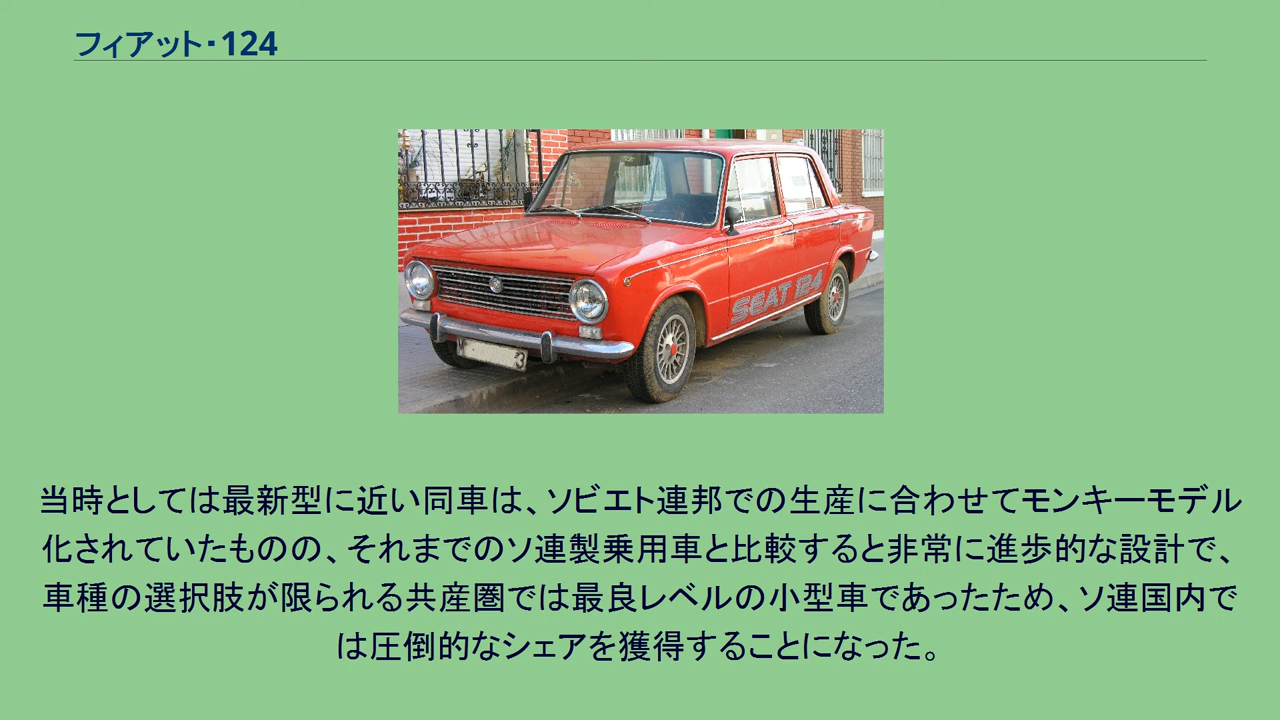 フィアット・124
SEAT 124
3
当時としては最新型に近い同車は、ソビエト連邦での生産に合わせてモンキーモデル
化されていたものの、それまでのソ連製乗用車と比較すると非常に進歩的な設計で、
車種の選択肢が限られる共産圏では最良レベルの小型車であったため、ソ連国内で
は圧倒的なシェアを獲得することになった。